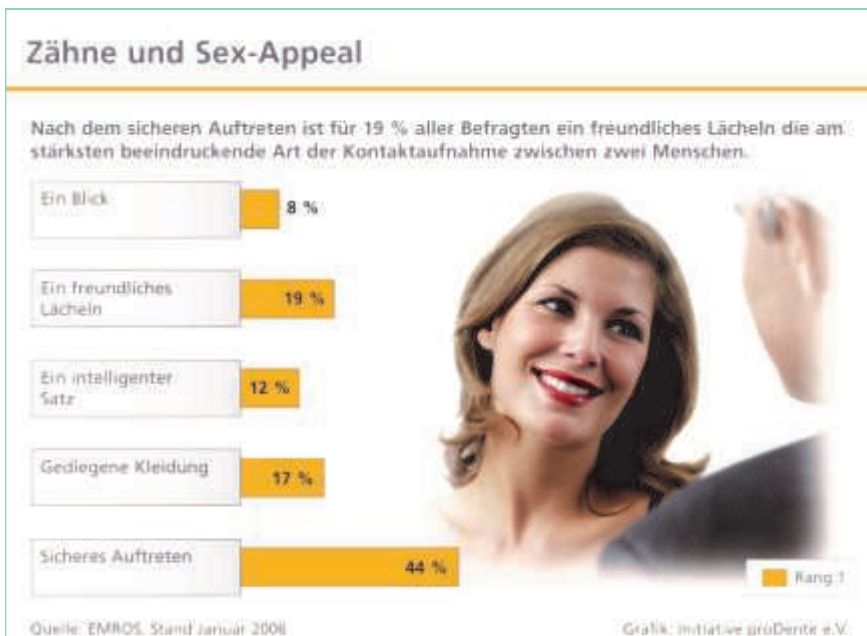 Zähne und Sex-Appeal
Nach dem sicheren Auftreten ist für 19 % aller Befragten ein freundliches Lächeln die am
stärksten beeindruckende Art der Kontaktaufnahme zwischen zwei Menschen.
Ein Blick
8 %
Ein freundliches
Lächeln
19 %
Ein intelligenter
Satz
12 %
Gediegene Kleidung
17 %
Sicheres Auftreten
44 %
Rang 1
Quelle: EMROS, Stand Januar 2006
Grafik: Initiative proDente e.V.